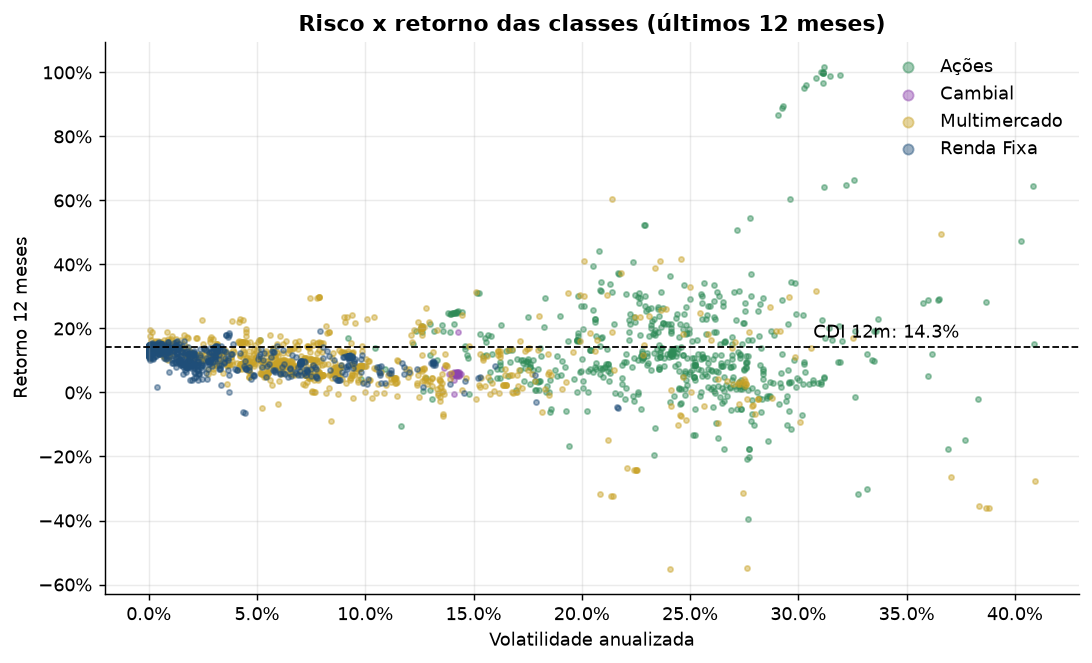 Risco x retorno das classes (últimos 12 meses)
Ações
Cambial
Multimercado
Renda Fixa
100%
80%
60%
40%
20%
0%
−20%
−40%
−60%
Retorno 12 meses
CDI 12m: 14.3%
0.0% 5.0% 10.0% 15.0% 20.0% 25.0% 30.0% 35.0% 40.0%
Volatilidade anualizada